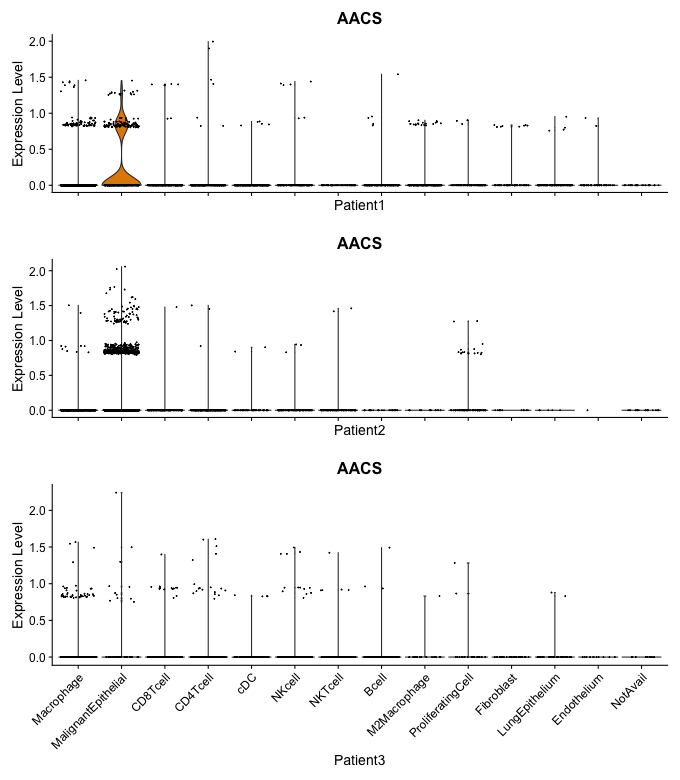 AACS
Expression Level
2.0
1.5
1.0
0.5
0.0
Patient1
AACS
Expression Level
2.0
1.5
1.0
0.5
0.0
Patient2
AACS
Expression Level
2.0
1.5
1.0
0.5
0.0
Macrophage
MalignantEpithelial
CD8Tcell
CD4Tcell
cDC
NKcell
NKTcell
Bcell
M2Macrophage
ProliferatingCell
Fibroblast
LungEpithelium
Endothelium
NotAvail
Patient3